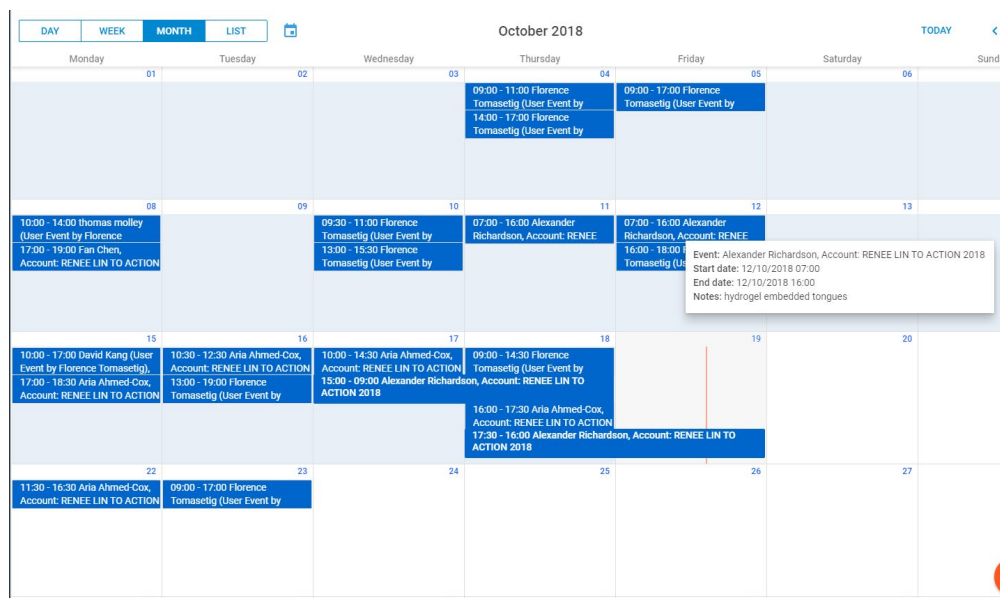 DAY WEEK MONTH LIST October 2018 TODAY
Monday Tuesday Wednesday Thursday Friday Saturday Sund
01 02 03 04 05 06
09:00 - 11:00 Florence
Tomasetig (User Event by
14:00 - 17:00 Florence
Tomasetig (User Event by
09:00 - 17:00 Florence
Tomasetig (User Event by
08 09 10 11 12 13
10:00 - 14:00 thomas molley
(User Event by Florence
17:00 - 19:00 Fan Chen,
Account: RENEE LIN TO ACTION
09:30 - 11:00 Florence
Tomasetig (User Event by
13:00 - 15:30 Florence
Tomasetig (User Event by
07:00 - 16:00 Alexander
Richardson, Account: RENEE
07:00 - 16:00 Alexander
Richardson, Account: RENEE
16:00 - 18:00 F
Tomasetig (Us
Event: Alexander Richardson, Account: RENEE LIN TO ACTION 2018
Start date: 12/10/2018 07:00
End date: 12/10/2018 16:00
Notes: hydrogel embedded tongues
15 16 17 18 19 20
10:00 - 17:00 David Kang (User
Event by Florence Tomasetig),
17:00 - 18:30 Aria Ahmed-Cox,
Account: RENEE LIN TO ACTION
10:30 - 12:30 Aria Ahmed-Cox,
Account: RENEE LIN TO ACTION
13:00 - 19:00 Florence
Tomasetig (User Event by
10:00 - 14:30 Aria Ahmed-Cox,
Account: RENEE LIN TO ACTION
15:00 - 09:00 Alexander Richardson, Account: RENEE LIN TO
ACTION 2018
09:00 - 14:30 Florence
Tomasetig (User Event by
16:00 - 17:30 Aria Ahmed-Cox,
Account: RENEE LIN TO ACTION
17:30 - 16:00 Alexander Richardson, Account: RENEE LIN TO
ACTION 2018
22 23 24 25 26 27
11:30 - 16:30 Aria Ahmed-Cox,
Account: RENEE LIN TO ACTION
09:00 - 17:00 Florence
Tomasetig (User Event by